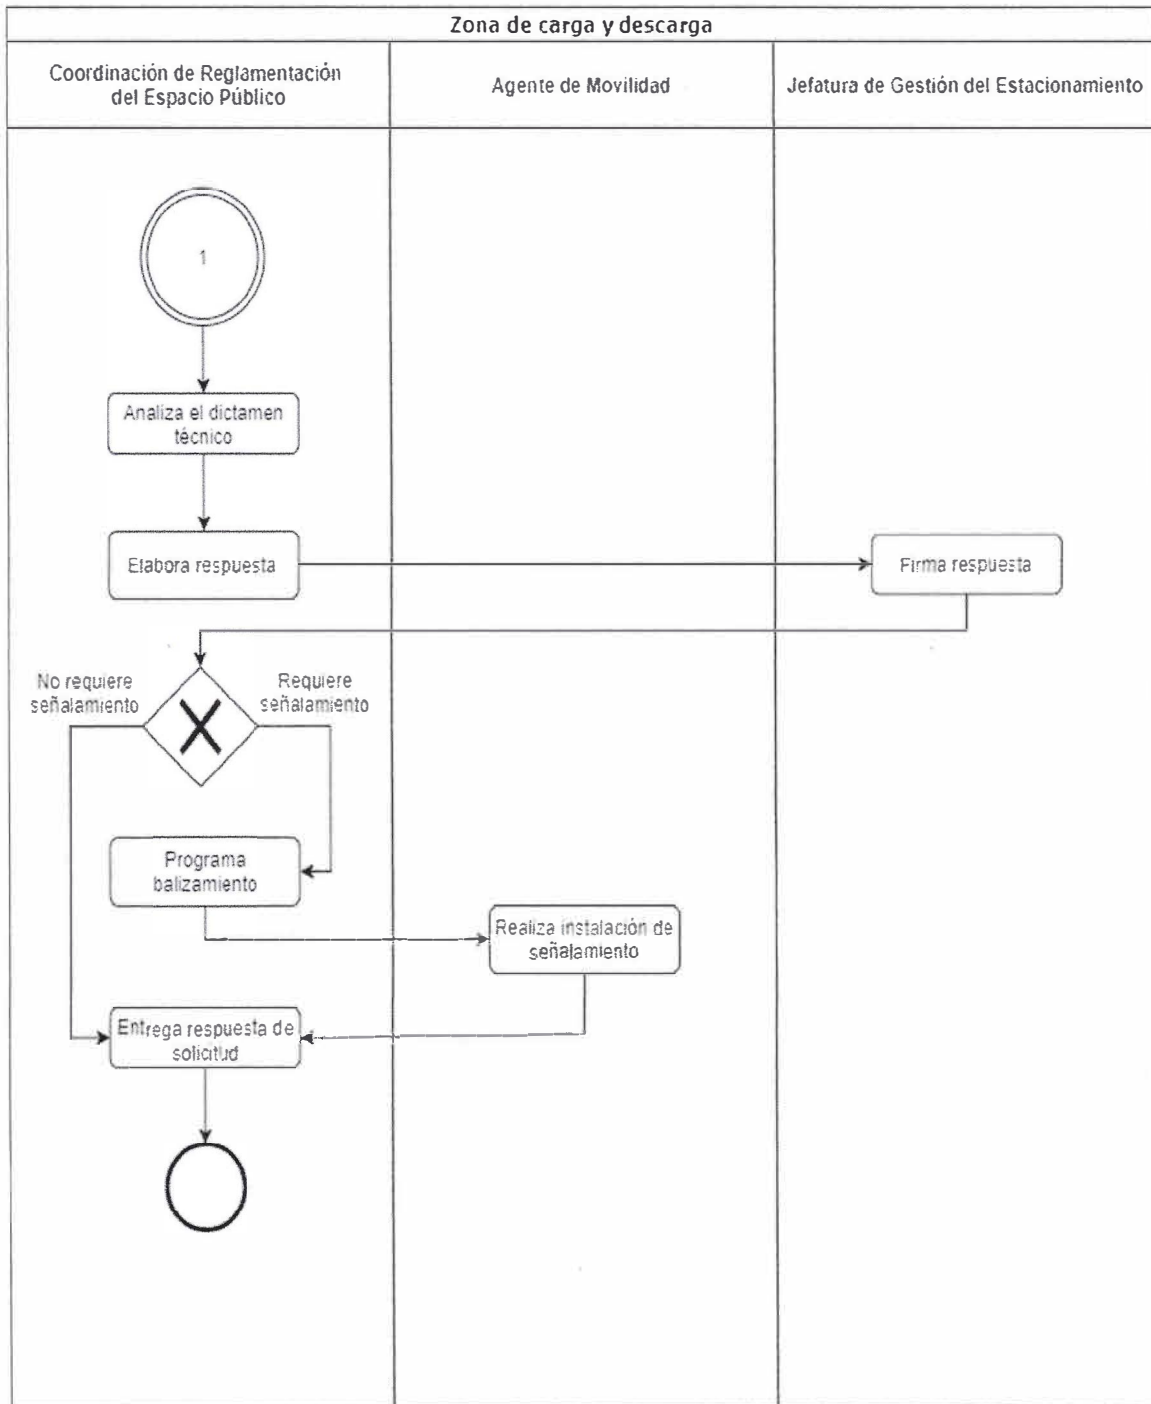 Zona de carga y descarga
Coordinación de Reglamentación
del Espacio Público
Agente de Movilidad
Jefatura de Gestión del Estacionamiento
1
Analiza el dictamen
técnico
Elabora respuesta
Firma respuesta
No requiere
señalamiento
Requiere
señalamiento
Programa
balizamiento
Realiza instalación de
señalamiento
Entrega respuesta de
solicitud